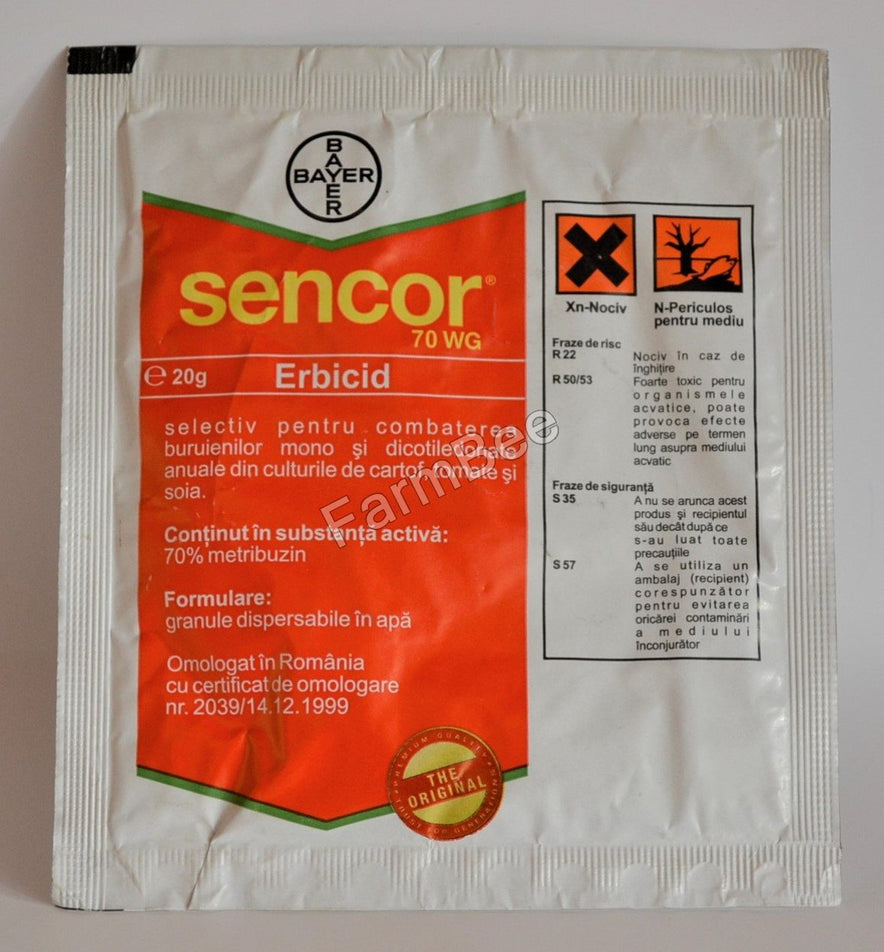 BAYER
BAYER
sencor®
70 WG
℮ 20g Erbicid
selectiv pentru combaterea
buruienilor mono şi dicotiledonate
anuale din culturile de cartof, tomate şi
soia.
Conţinut în substanţă activă:
70% metribuzin
Formulare:
granule dispersabile în apă
Omologat în România
cu certificat de omologare
nr. 2039/14.12.1999
PREMIUM QUALITY
THE
ORIGINAL
TRUST FOR GENERATION
Xn-Nociv
N-Periculos
pentru mediu
Fraze de risc
R 22 Nociv în caz de
înghiţire
R 50/53 Foarte toxic pentru
organismele
acvatice, poate
provoca efecte
adverse pe termen
lung asupra mediului
acvatic
Fraze de siguranţă
S 35 A nu se arunca acest
produs şi recipientul
său decât după ce
s-au luat toate
precauţiile
S 57 A se utiliza un
ambalaj (recipient)
corespunzător
pentru evitarea
oricărei contaminări
a mediului
înconjurător
FarmBee